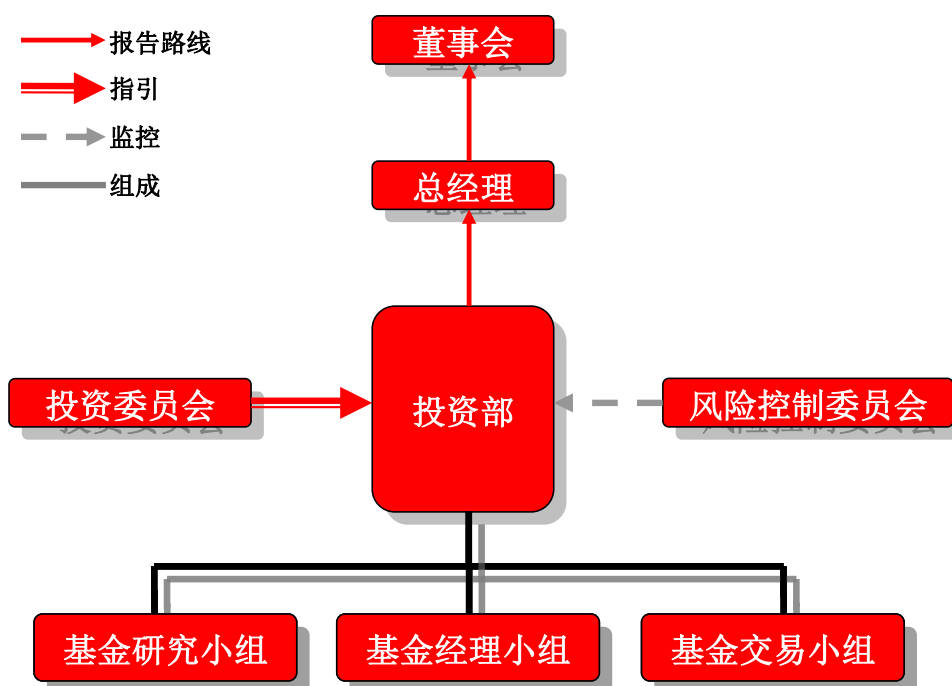 报告路线
指引
监控
组成
董事会
总经理
投资委员会
投资部
风险控制委员会
基金研究小组
基金经理小组
基金交易小组